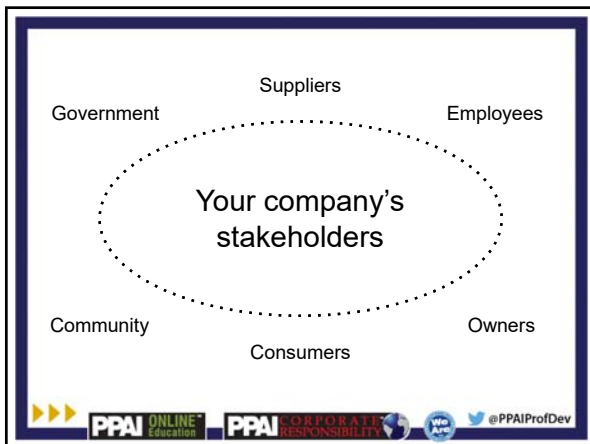 Suppliers
Government
Employees
Your company's
stakeholders
Community
Owners
Consumers
PPAI ONLINE
Education
PPAI CORPORATE
RESPONSIBILITY
We
Are
@PPAIProfDev